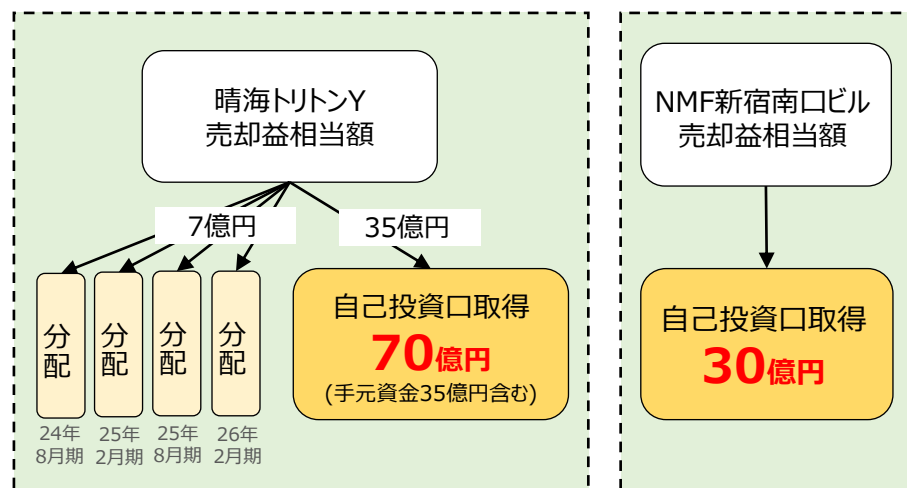 晴海トリトンY
売却益相当額
7億円
35億円
分配
分配
分配
分配
24年
8月期
25年
2月期
25年
8月期
26年
2月期
自己投資口取得
70億円
(手元資金35億円含む)
NMF新宿南口ビル
売却益相当額
自己投資口取得
30億円